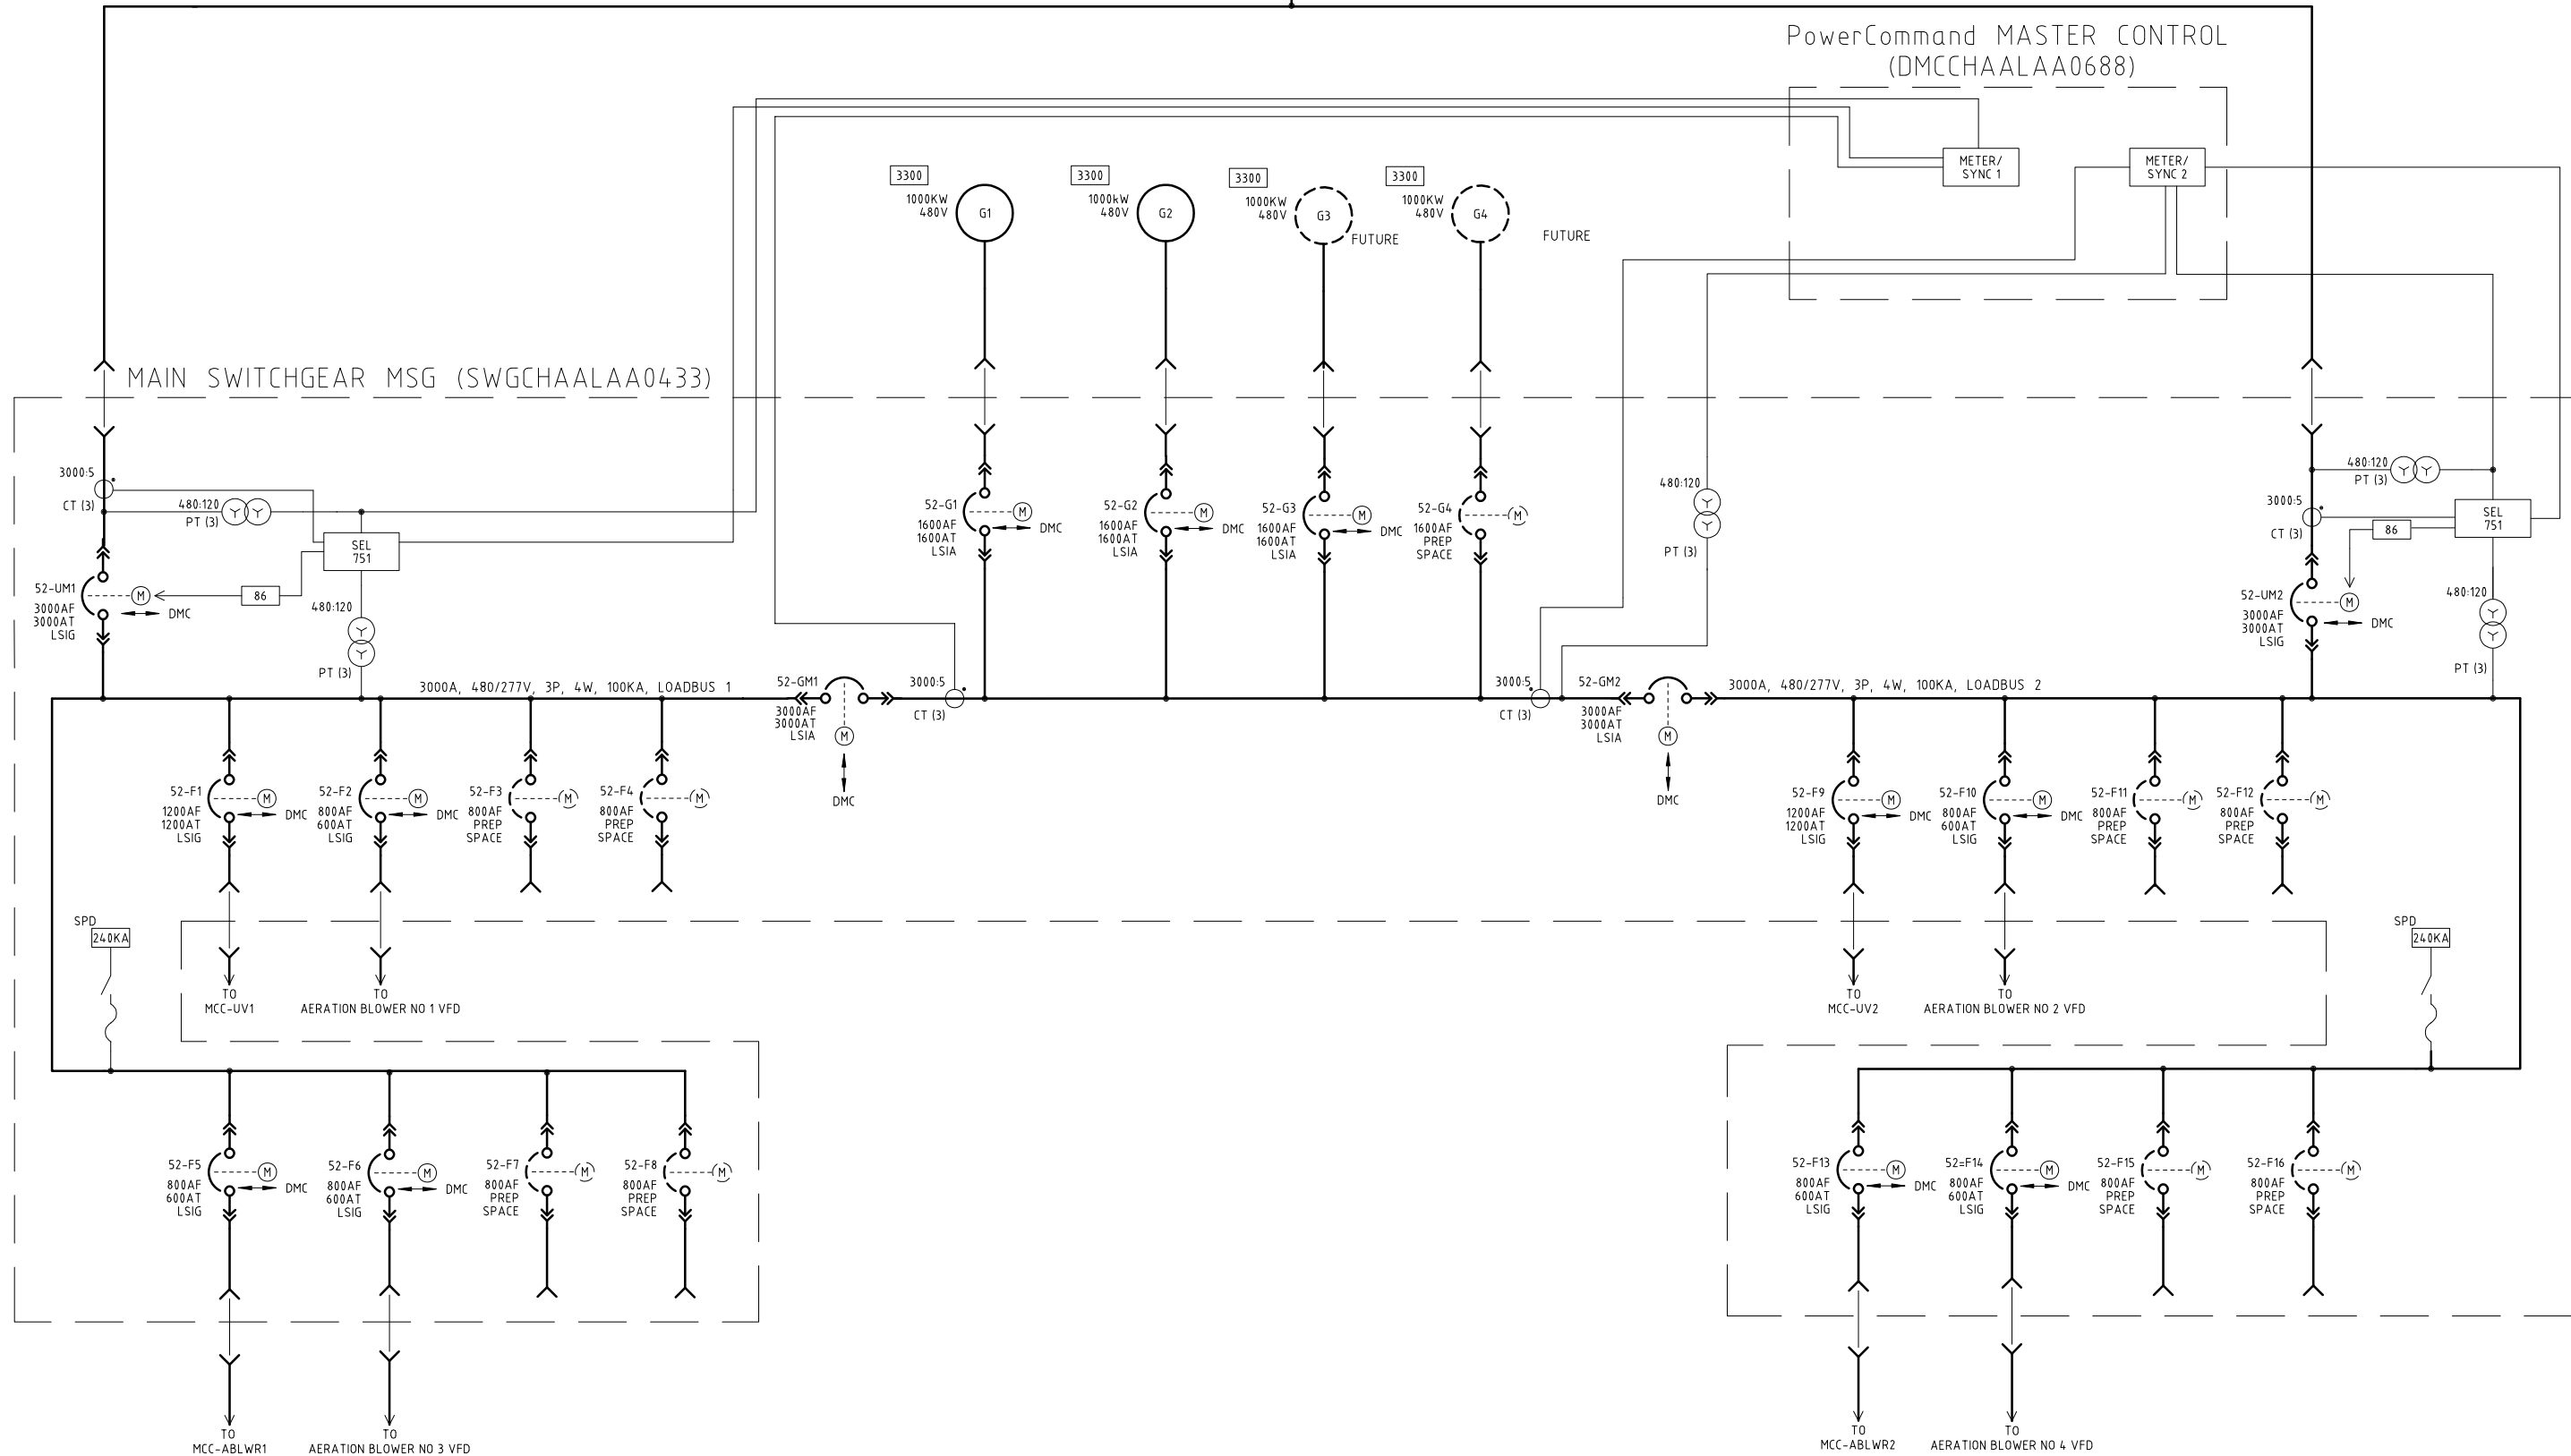 PowerCommand MASTER CONTROL
(DMCCHAALAA0688)
METER/
SYNC 1
METER/
SYNC 2
3300
1000KW
480V
G1
3300
1000kW
480V
G2
3300
1000KW
480V
G3
FUTURE
3300
1000KW
480V
G4
FUTURE
MAIN SWITCHGEAR MSG (SWGCHAALAA0433)
3000:5
CT (3)
480:120
PT (3)
SEL
751
86
52-UM1
3000AF
3000AT
LSIG
M
DMC
480:120
PT (3)
52-G1
1600AF
1600AT
LSIA
M
DMC
52-G2
1600AF
1600AT
LSIA
M
DMC
52-G3
1600AF
1600AT
LSIA
M
DMC
52-G4
1600AF
PREP
SPACE
M
480:120
PT (3)
480:120
PT (3)
3000:5
CT (3)
SEL
751
86
52-UM2
3000AF
3000AT
LSIG
M
DMC
480:120
PT (3)
3000A, 480/277V, 3P, 4W, 100KA, LOADBUS 1
52-GM1
3000AF
3000AT
LSIA
M
DMC
3000:5
CT (3)
3000:5
CT (3)
52-GM2
3000AF
3000AT
LSIA
M
DMC
3000A, 480/277V, 3P, 4W, 100KA, LOADBUS 2
52-F1
1200AF
1200AT
LSIG
M
DMC
52-F2
800AF
600AT
LSIG
M
DMC
52-F3
800AF
PREP
SPACE
M
52-F4
800AF
PREP
SPACE
M
52-F9
1200AF
1200AT
LSIG
M
DMC
52-F10
800AF
600AT
LSIG
M
DMC
52-F11
800AF
PREP
SPACE
M
52-F12
800AF
PREP
SPACE
M
SPD
240KA
TO
MCC-UV1
TO
AERATION BLOWER NO 1 VFD
TO
MCC-UV2
TO
AERATION BLOWER NO 2 VFD
SPD
240KA
52-F5
800AF
600AT
LSIG
M
DMC
52-F6
800AF
600AT
LSIG
M
DMC
52-F7
800AF
PREP
SPACE
M
52-F8
800AF
PREP
SPACE
M
52-F13
800AF
600AT
LSIG
M
DMC
52=F14
800AF
600AT
LSIG
M
DMC
52-F15
800AF
PREP
SPACE
M
52-F16
800AF
PREP
SPACE
M
TO
MCC-ABLWR1
TO
AERATION BLOWER NO 3 VFD
TO
MCC-ABLWR2
TO
AERATION BLOWER NO 4 VFD